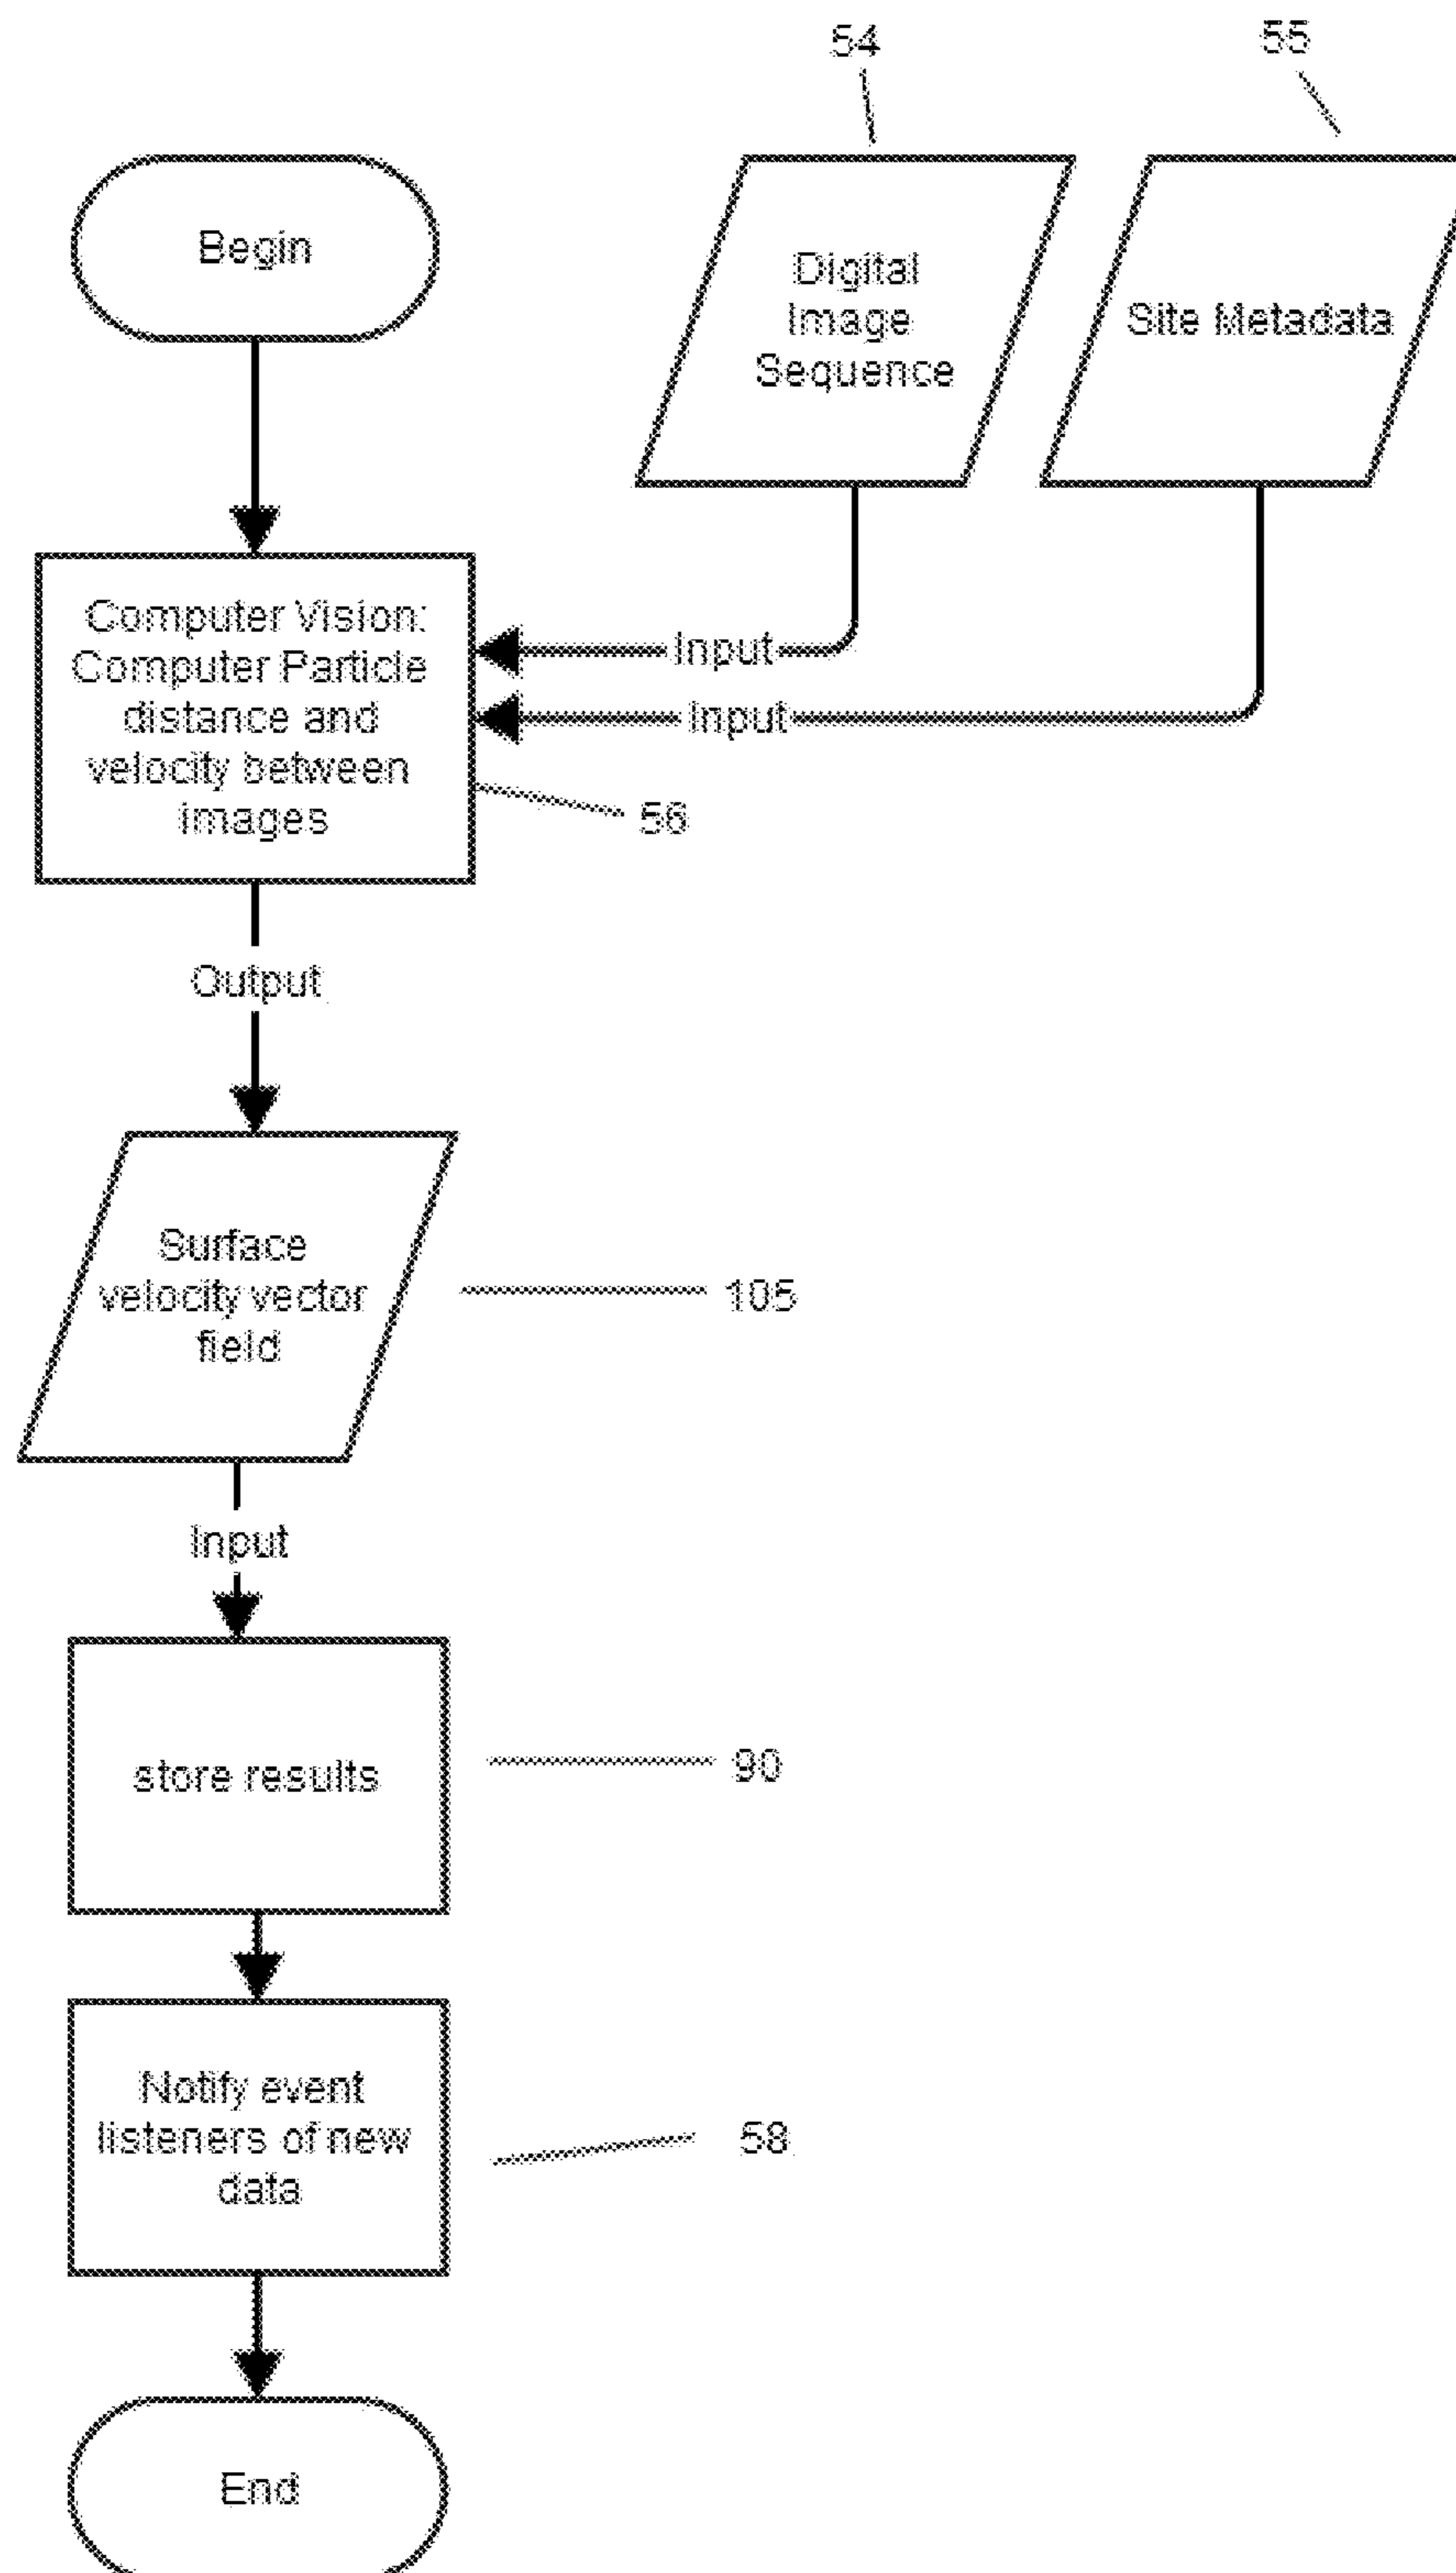 54
55
Begin
Digital
Image
Sequence
Site Metadata
Computer Vision:
Computer Particle
distance and
velocity between
images
Input
Input
56
Output
Surface
velocity vector
field
105
Input
store results
90
Notify event
listeners of new
data
58
End